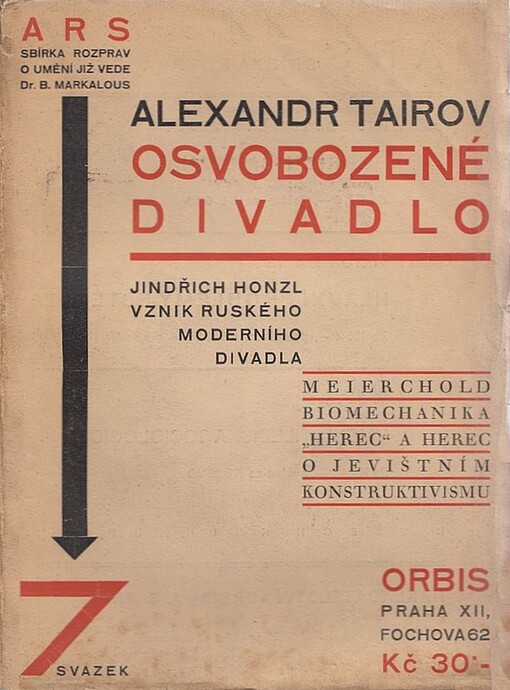 ARS
SBÍRKA ROZPRAV
O UMĚNÍ JIŽ VEDE
Dr. B. MARKALOUS
ALEXANDR TAIROV
OSVOBOZENÉ
DIVADLO
JINDŘICH HONZL
VZNIK RUSKÉHO
MODERNÍHO
DIVADLA
MEIERCHOLD
BIOMECHANIKA
„HEREC“ A HEREC
O JEVIŠTNÍM
KONSTRUKTIVISMU
7
SVAZEK
ORBIS
PRAHA XII,
FOCHOVA 62
Kč 30·-